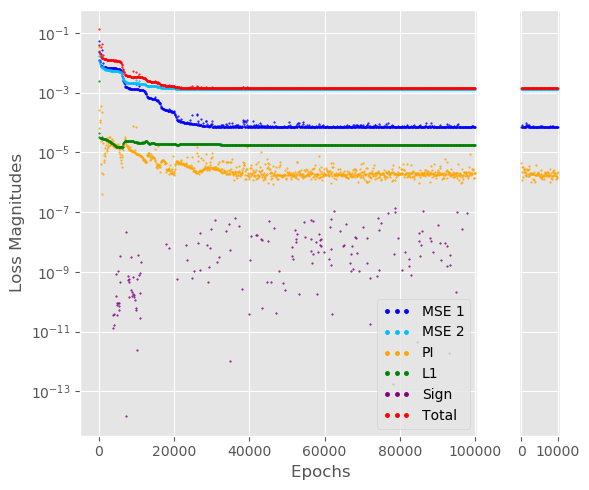 Loss Magnitudes
10⁻¹
10⁻³
10⁻⁵
10⁻⁷
10⁻⁹
10⁻¹¹
10⁻¹³
MSE 1
MSE 2
PI
L1
Sign
Total
0 20000 40000 60000 80000 100000 0 10000
Epochs